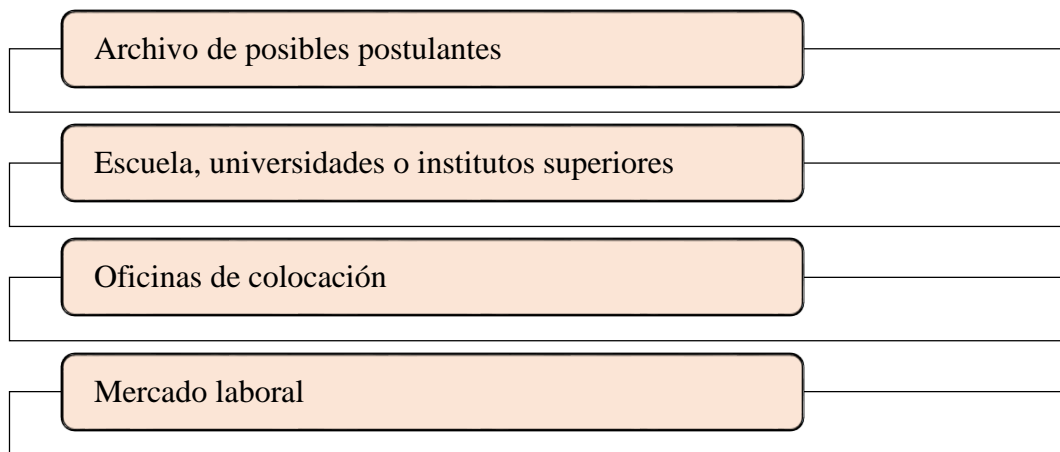 Archivo de posibles postulantes
Escuela, universidades o institutos superiores
Oficinas de colocación
Mercado laboral